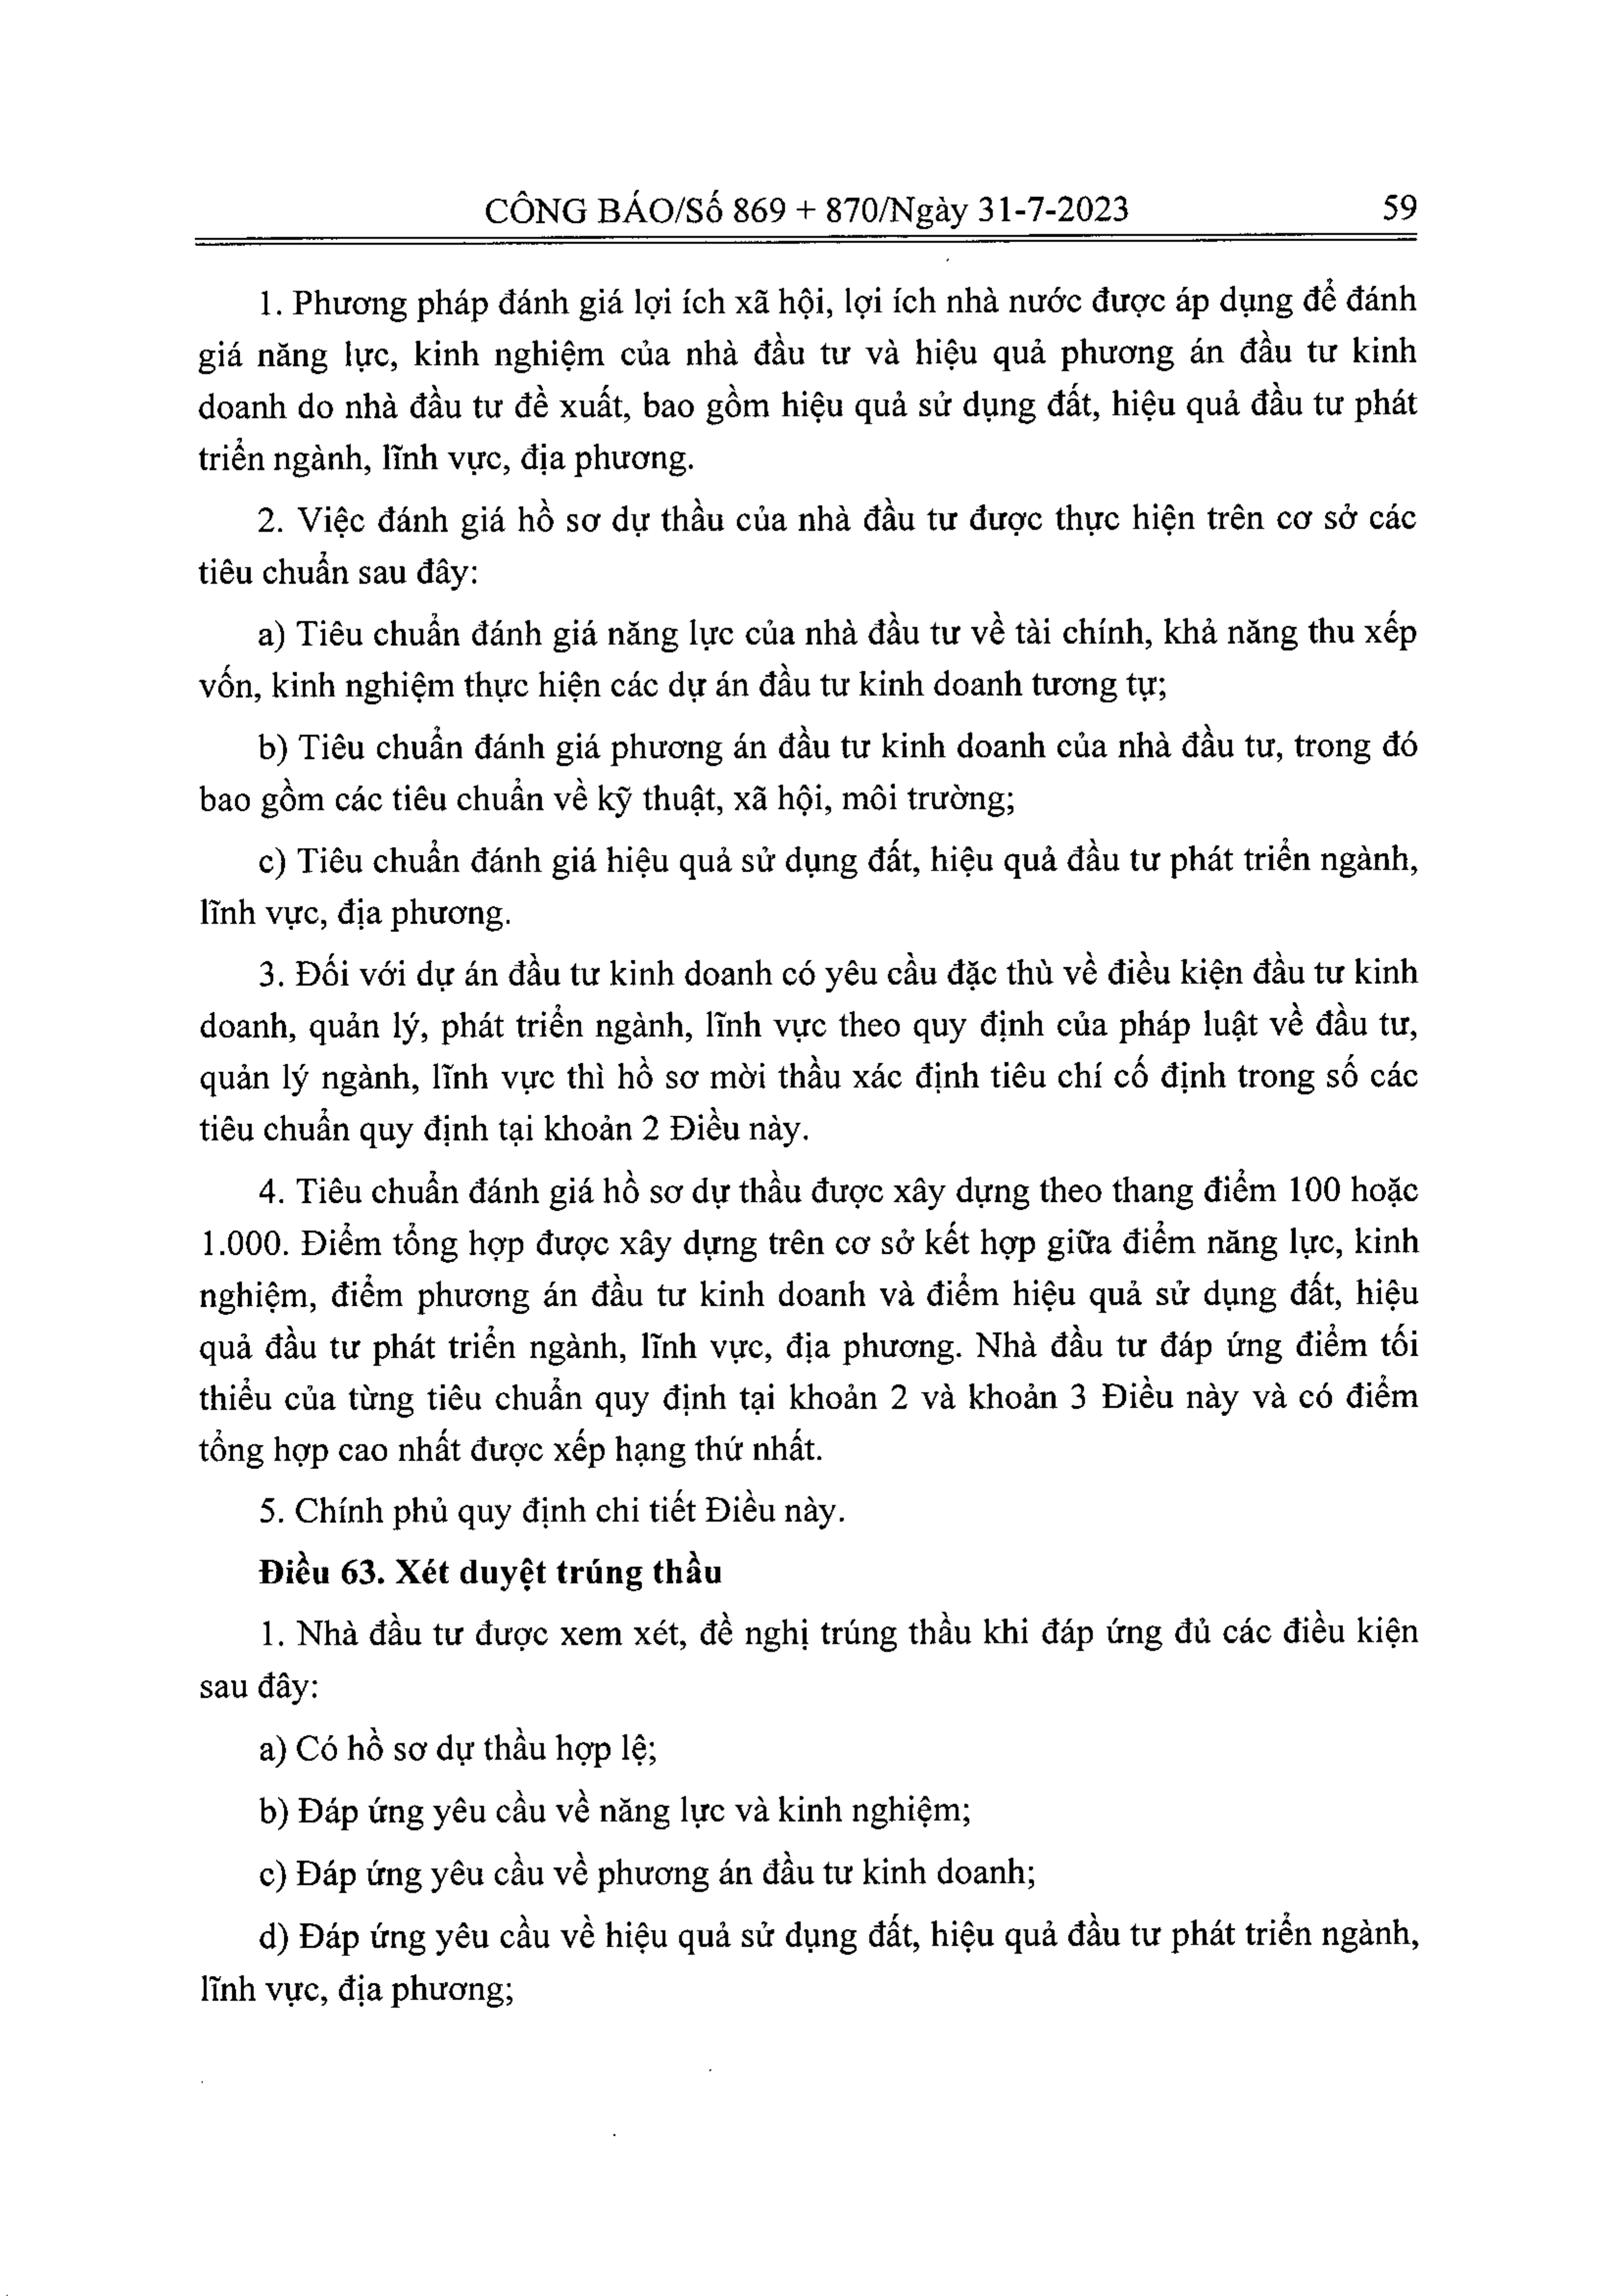 CÔNG BÁO/Số 869 + 870/Ngày 31-7-2023 59
1. Phương pháp đánh giá lợi ích xã hội, lợi ích nhà nước được áp dụng để đánh
giá năng lực, kinh nghiệm của nhà đầu tư và hiệu quả phương án đầu tư kinh
doanh do nhà đầu tư đề xuất, bao gồm hiệu quả sử dụng đất, hiệu quả đầu tư phát
triển ngành, lĩnh vực, địa phương.
2. Việc đánh giá hồ sơ dự thầu của nhà đầu tư được thực hiện trên cơ sở các
tiêu chuẩn sau đây:
a) Tiêu chuẩn đánh giá năng lực của nhà đầu tư về tài chính, khả năng thu xếp
vốn, kinh nghiệm thực hiện các dự án đầu tư kinh doanh tương tự;
b) Tiêu chuẩn đánh giá phương án đầu tư kinh doanh của nhà đầu tư, trong đó
bao gồm các tiêu chuẩn về kỹ thuật, xã hội, môi trường;
c) Tiêu chuẩn đánh giá hiệu quả sử dụng đất, hiệu quả đầu tư phát triển ngành,
lĩnh vực, địa phương.
3. Đối với dự án đầu tư kinh doanh có yêu cầu đặc thù về điều kiện đầu tư kinh
doanh, quản lý, phát triển ngành, lĩnh vực theo quy định của pháp luật về đầu tư,
quản lý ngành, lĩnh vực thì hồ sơ mời thầu xác định tiêu chí cố định trong số các
tiêu chuẩn quy định tại khoản 2 Điều này.
4. Tiêu chuẩn đánh giá hồ sơ dự thầu được xây dựng theo thang điểm 100 hoặc
1.000. Điểm tổng hợp được xây dựng trên cơ sở kết hợp giữa điểm năng lực, kinh
nghiệm, điểm phương án đầu tư kinh doanh và điểm hiệu quả sử dụng đất, hiệu
quả đầu tư phát triển ngành, lĩnh vực, địa phương. Nhà đầu tư đáp ứng điểm tối
thiểu của từng tiêu chuẩn quy định tại khoản 2 và khoản 3 Điều này và có điểm
tổng hợp cao nhất được xếp hạng thứ nhất.
5. Chính phủ quy định chi tiết Điều này.
Điều 63. Xét duyệt trúng thầu
1. Nhà đầu tư được xem xét, đề nghị trúng thầu khi đáp ứng đủ các điều kiện
sau đây:
a) Có hồ sơ dự thầu hợp lệ;
b) Đáp ứng yêu cầu về năng lực và kinh nghiệm;
c) Đáp ứng yêu cầu về phương án đầu tư kinh doanh;
d) Đáp ứng yêu cầu về hiệu quả sử dụng đất, hiệu quả đầu tư phát triển ngành,
lĩnh vực, địa phương;